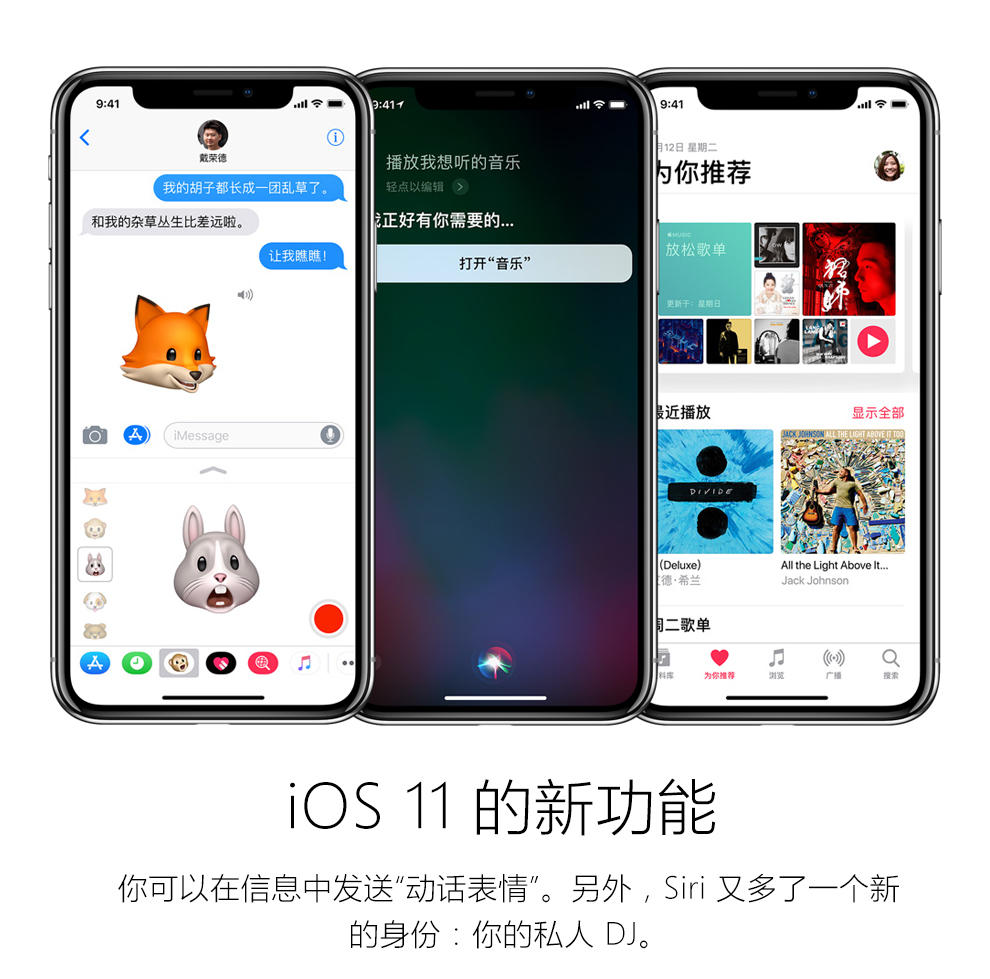 9:41
戴荣德
我的胡子都长成一团乱草了。
和我的杂草丛生比差远啦。
让我瞧瞧！
iMessage
9:41
播放我想听的音乐
轻点以编辑
我正好有你需要的...
打开“音乐”
9:41
月12日 星期二
为你推荐
MUSIC
放松歌单
更新于：星期日
最近播放
显示全部
DIVIDE
JACK JOHNSON ALL THE LIGHT ABOVE IT TOO
(Deluxe)
All the Light Above It...
德·希兰
Jack Johnson
周二歌单
料库
为你推荐
浏览
广播
搜索
iOS 11 的新功能
你可以在信息中发送“动话表情”。另外，Siri 又多了一个新
的身份：你的私人 DJ。